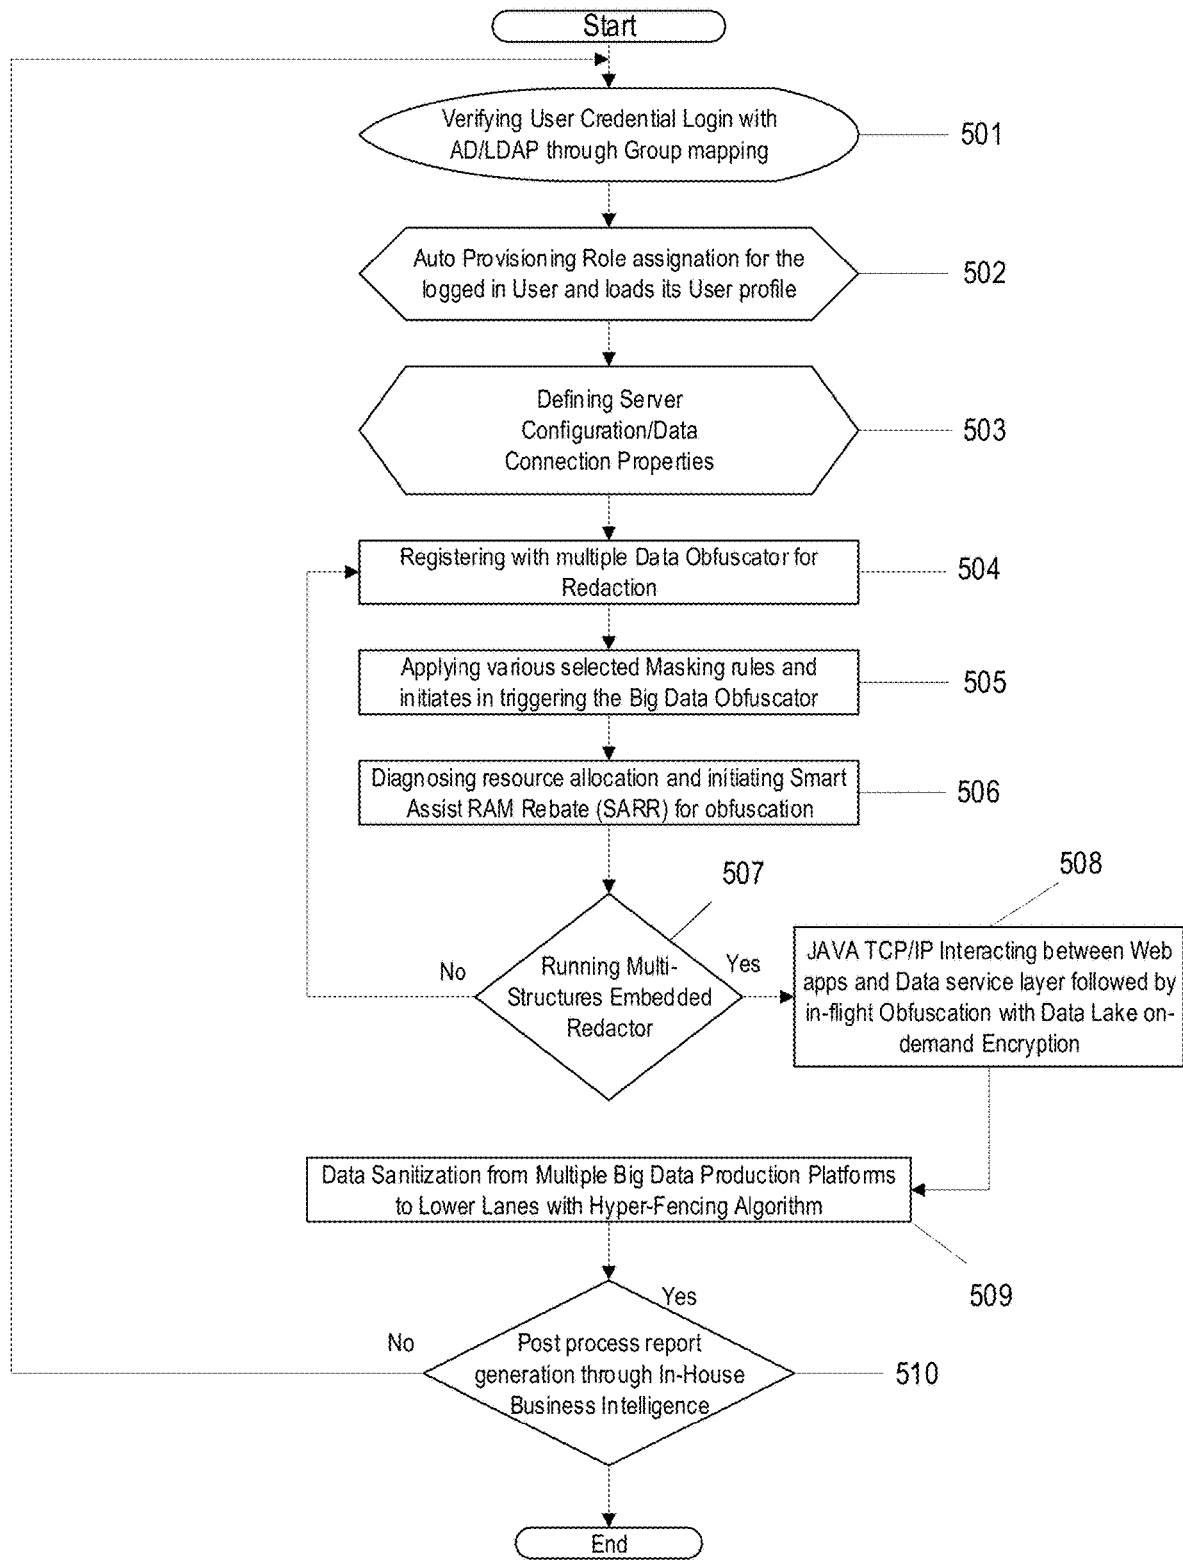 Start
Verifying User Credential Login with
AD/LDAP through Group mapping
501
Auto Provisioning Role assignation for the
logged in User and loads its User profile
502
Defining Server
Configuration/Data
Connection Properties
503
Registering with multiple Data Obfuscator for
Redaction
504
Applying various selected Masking rules and
initiates in triggering the Big Data Obfuscator
505
Diagnosing resource allocation and initiating Smart
Assist RAM Rebate (SARR) for obfuscation
506
507
508
No
Running Multi-
Structures Embedded
Redactor
Yes
JAVA TCP/IP Interacting between Web
apps and Data service layer followed by
in-flight Obfuscation with Data Lake on-
demand Encryption
Data Sanitization from Multiple Big Data Production Platforms
to Lower Lanes with Hyper-Fencing Algorithm
509
Yes
No
Post process report
generation through In-House
Business Intelligence
510
End